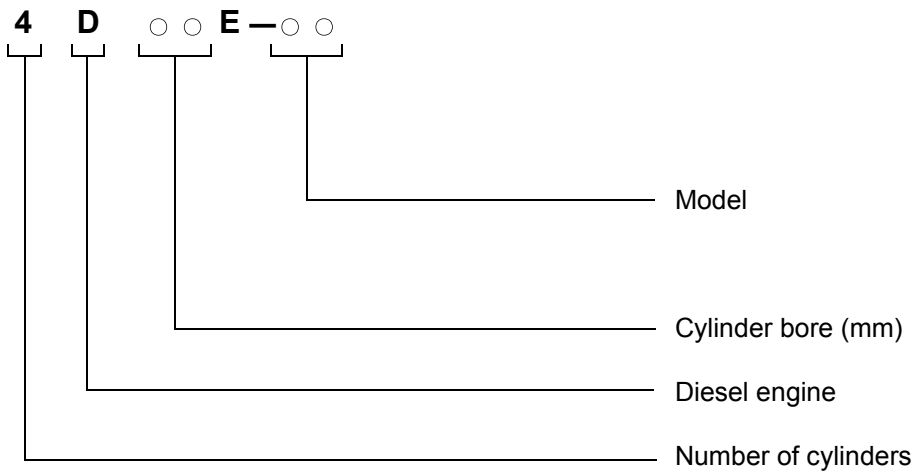 4 D ○ ○ E — ○ ○
Model
Cylinder bore (mm)
Diesel engine
Number of cylinders